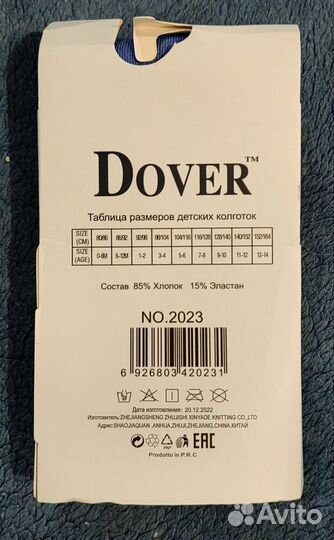 DOVER™
Таблица размеров детских колготок
SIZE (CM) 80/86 86/92 92/98 98/104 104/116 116/128 128/140 140/152 152/164
SIZE (AGE) 0-6M 6-12M 1-2 3-4 5-6 7-8 9-10 11-12 12-14
Состав 85% Хлопок 15% Эластан
NO.2023
6 926803 420231
Дата изготовления: 20.12.2022
Изготовитель:ZHEJIANGSHENG ZHUJISHI XINYADE KNITTING CO.,LTD
Адрес:SHAOJIAQUAN ,ANHUA,ZHUJI,ZHEJIANG,CHINA,КИТАЙ
PAP EAC
Prodotto in P.R.C
Avito